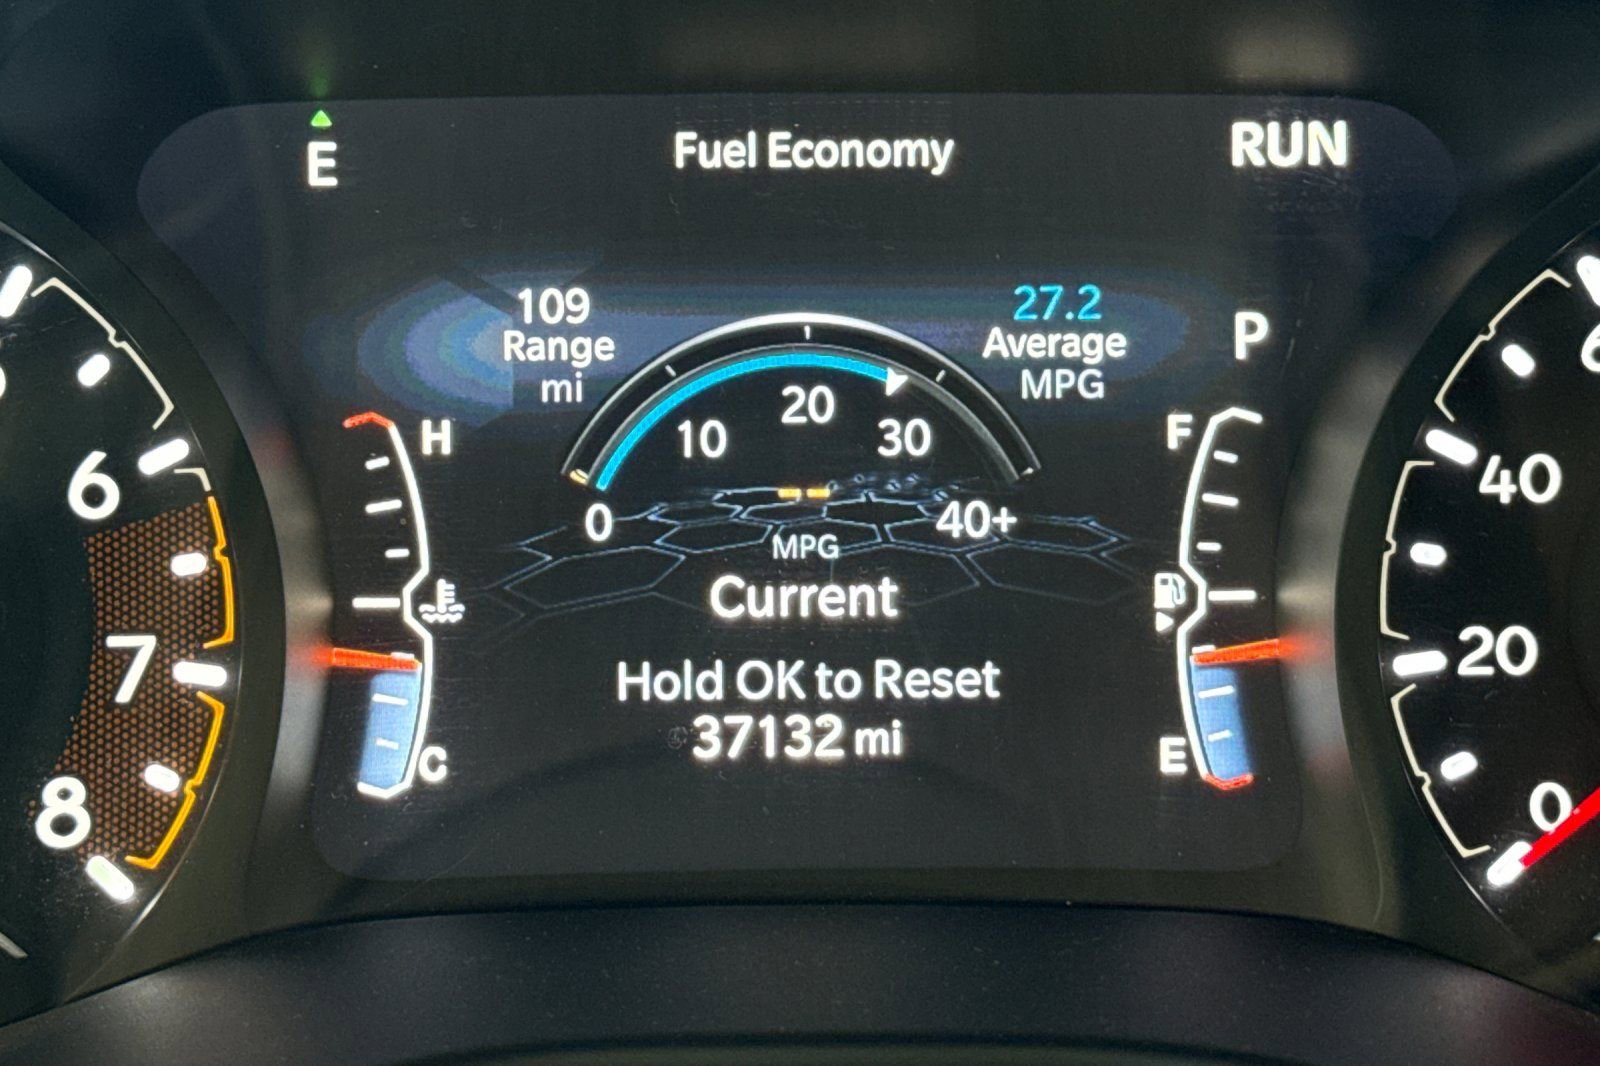 E
Fuel Economy
RUN
109
Range
mi
27.2
Average
MPG
P
H
F
10
20
30
0
40+
MPG
Current
Hold OK to Reset
37132 mi
C
E
6
7
8
40
20
0